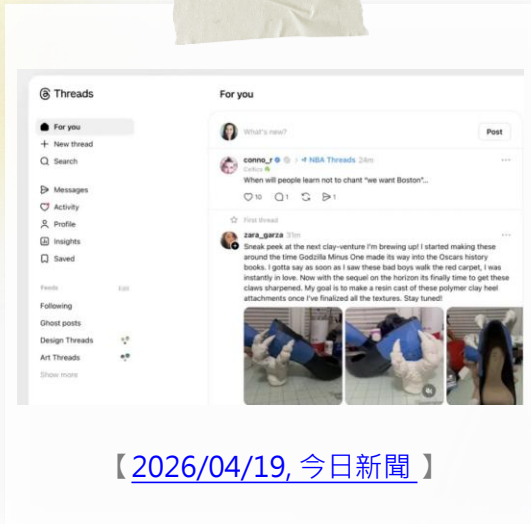 Threads
For you
New thread
Search
Messages
Activity
Profile
Insights
Saved
Feeds Edit
Following
Ghost posts
Design Threads
Art Threads
Show more
For you
What's new?
Post
conno_r NBA Threads 24m
Celtics
When will people learn not to chant "we want Boston"...
10 1 1
First thread
zara_garza 31m
Sneak peek at the next clay-venture I'm brewing up! I started making these
around the time Godzilla Minus One made its way into the Oscars history
books. I gotta say as soon as I saw these bad boys walk the red carpet, I was
instantly in love. Now with the sequel on the horizon its finally time to get these
claws sharpened. My goal is to make a resin cast of these polymer clay heel
attachments once I've finalized all the textures. Stay tuned!
【2026/04/19, 今日新聞 】